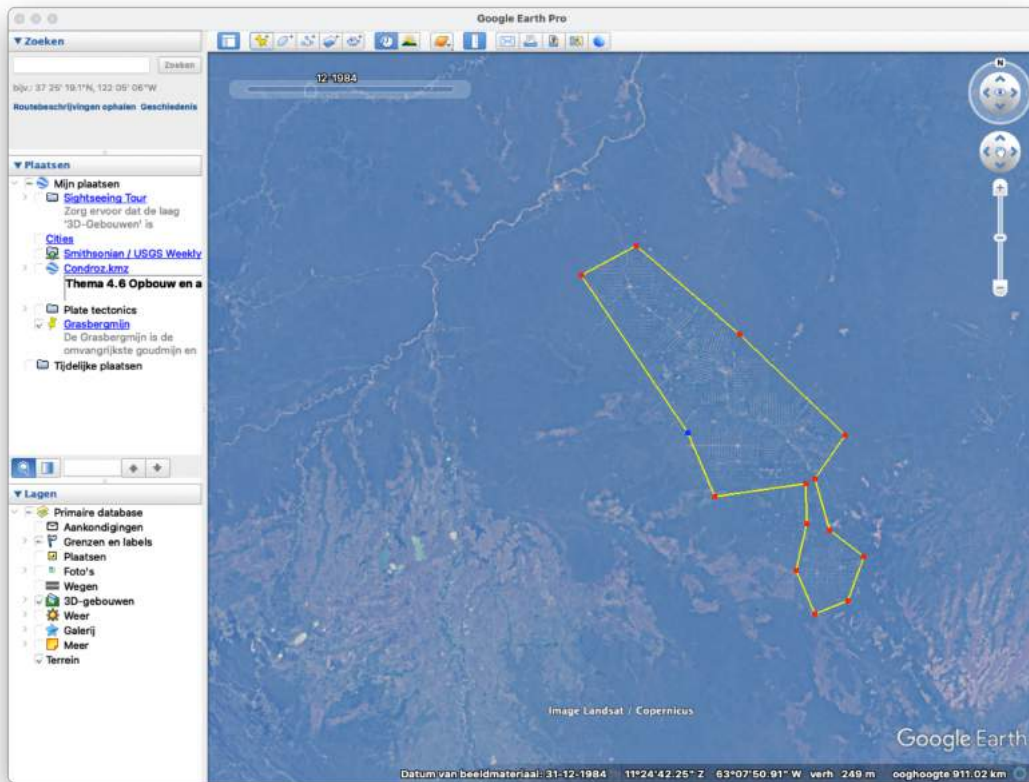 Google Earth Pro
Zoeken
Zoeken
bijv.: 37 25' 19.1"N, 122 05' 06"W
Routebeschrijvingen ophalen Geschiedenis
Plaatsen
Mijn plaatsen
Sightseeing Tour
Zorg ervoor dat de laag
'3D-Gebouwen' is
Cities
Smithsonian / USGS Weekly
Condroz.kmz
Thema 4.6 Opbouw en a
Plate tectonics
Grasbergmijn
De Grasbergmijn is de
omvangrijkste goudmijn en
Tijdelijke plaatsen
Lagen
Primaire database
Aankondigingen
Grenzen en labels
Plaatsen
Foto's
Wegen
3D-gebouwen
Weer
Galerij
Meer
Terrein
12-1984
N
Image Landsat / Copernicus
Google Earth
Datum van beeldmateriaal: 31-12-1984 11°24'42.25" Z 63°07'50.91" W verh 249 m ooghoogte 911.02 km